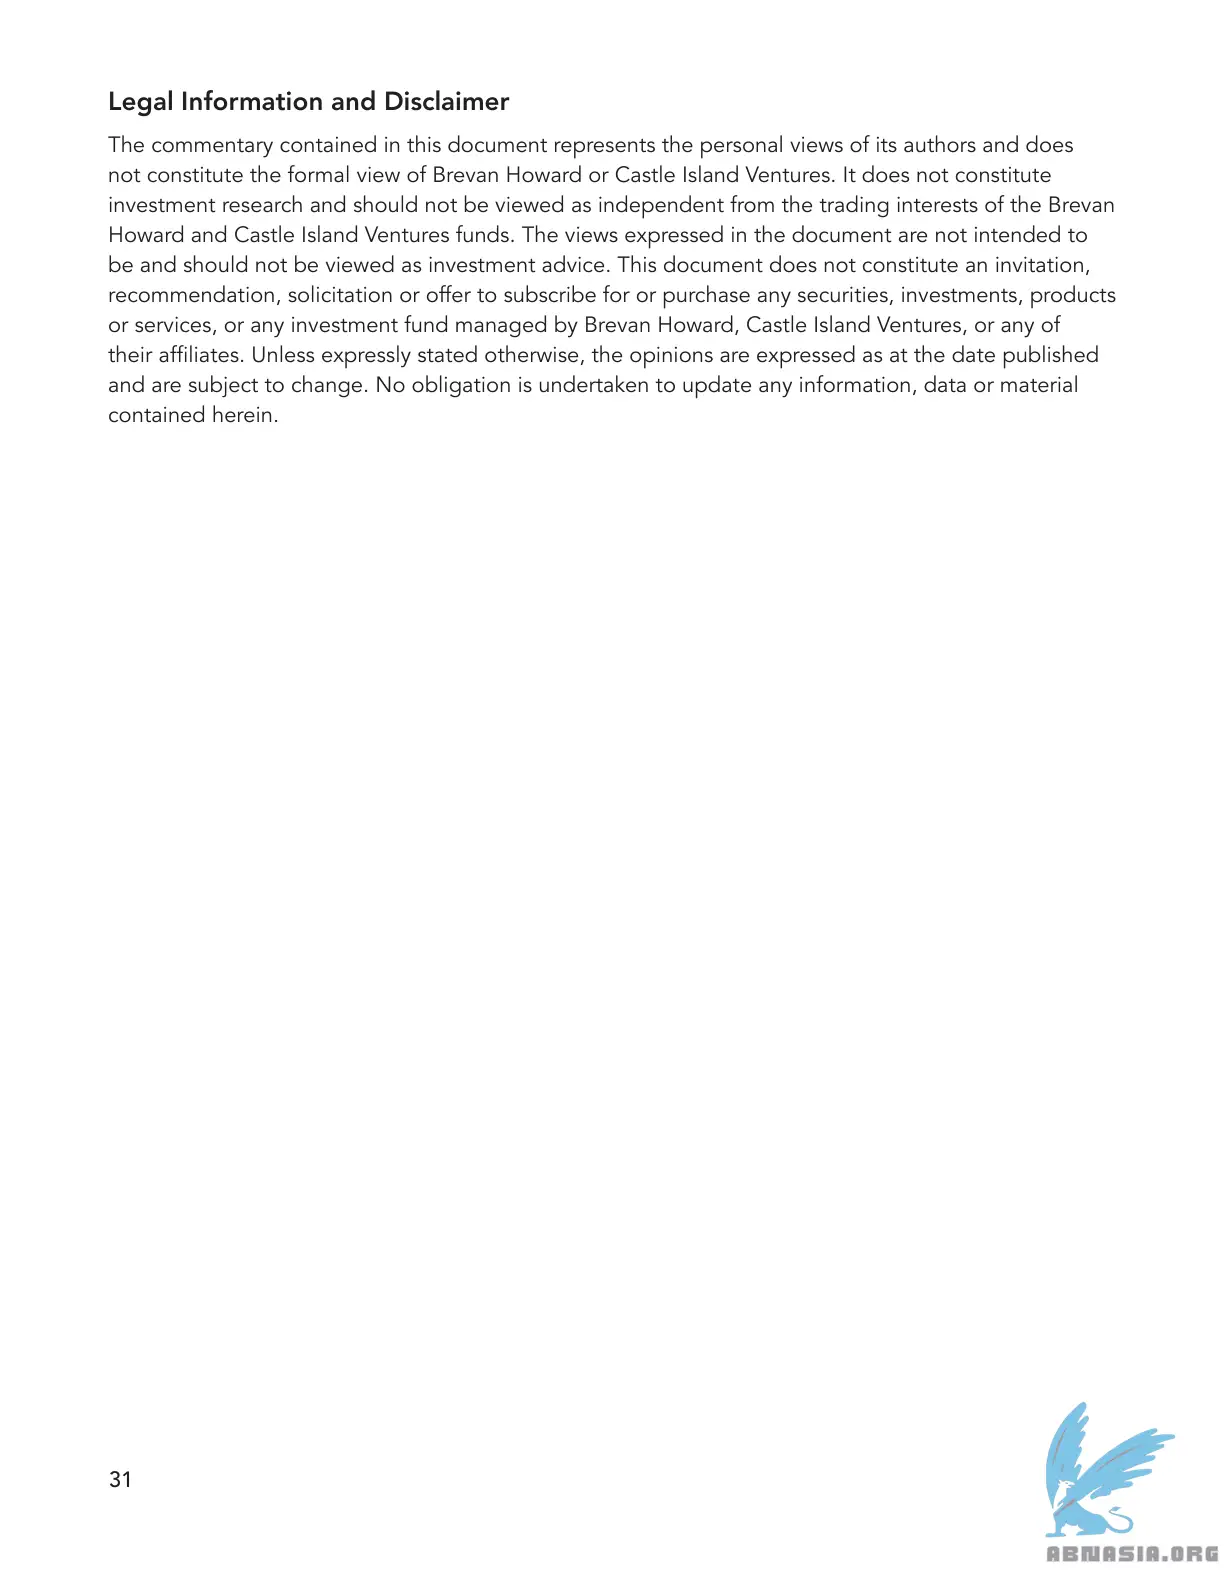 Legal Information and Disclaimer
The commentary contained in this document represents the personal views of its authors and does
not constitute the formal view of Brevan Howard or Castle Island Ventures. It does not constitute
investment research and should not be viewed as independent from the trading interests of the Brevan
Howard and Castle Island Ventures funds. The views expressed in the document are not intended to
be and should not be viewed as investment advice. This document does not constitute an invitation,
recommendation, solicitation or offer to subscribe for or purchase any securities, investments, products
or services, or any investment fund managed by Brevan Howard, Castle Island Ventures, or any of
their affiliates. Unless expressly stated otherwise, the opinions are expressed as at the date published
and are subject to change. No obligation is undertaken to update any information, data or material
contained herein.
31
ABNASIA.ORG